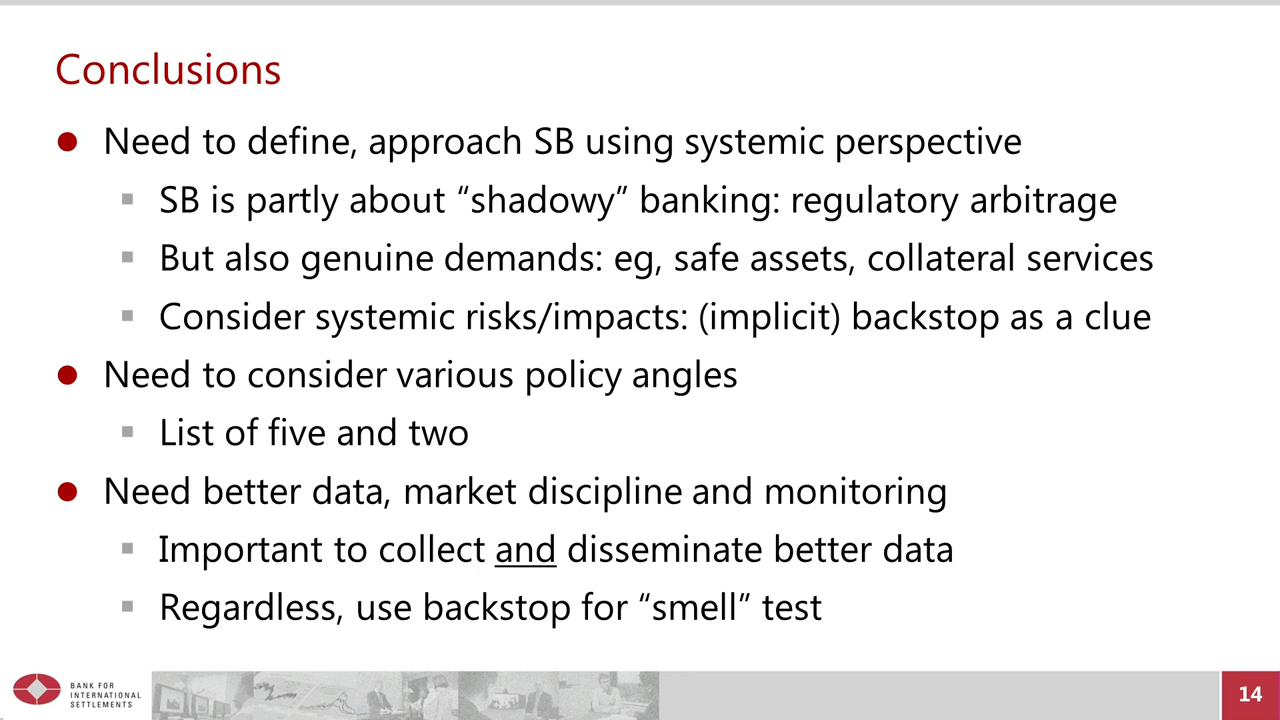 Conclusions
Need to define, approach SB using systemic perspective
SB is partly about “shadowy” banking: regulatory arbitrage
But also genuine demands: eg, safe assets, collateral services
Consider systemic risks/impacts: (implicit) backstop as a clue
Need to consider various policy angles
List of five and two
Need better data, market discipline and monitoring
Important to collect and disseminate better data
Regardless, use backstop for “smell” test
BANK FOR
INTERNATIONAL
SETTLEMENTS
14